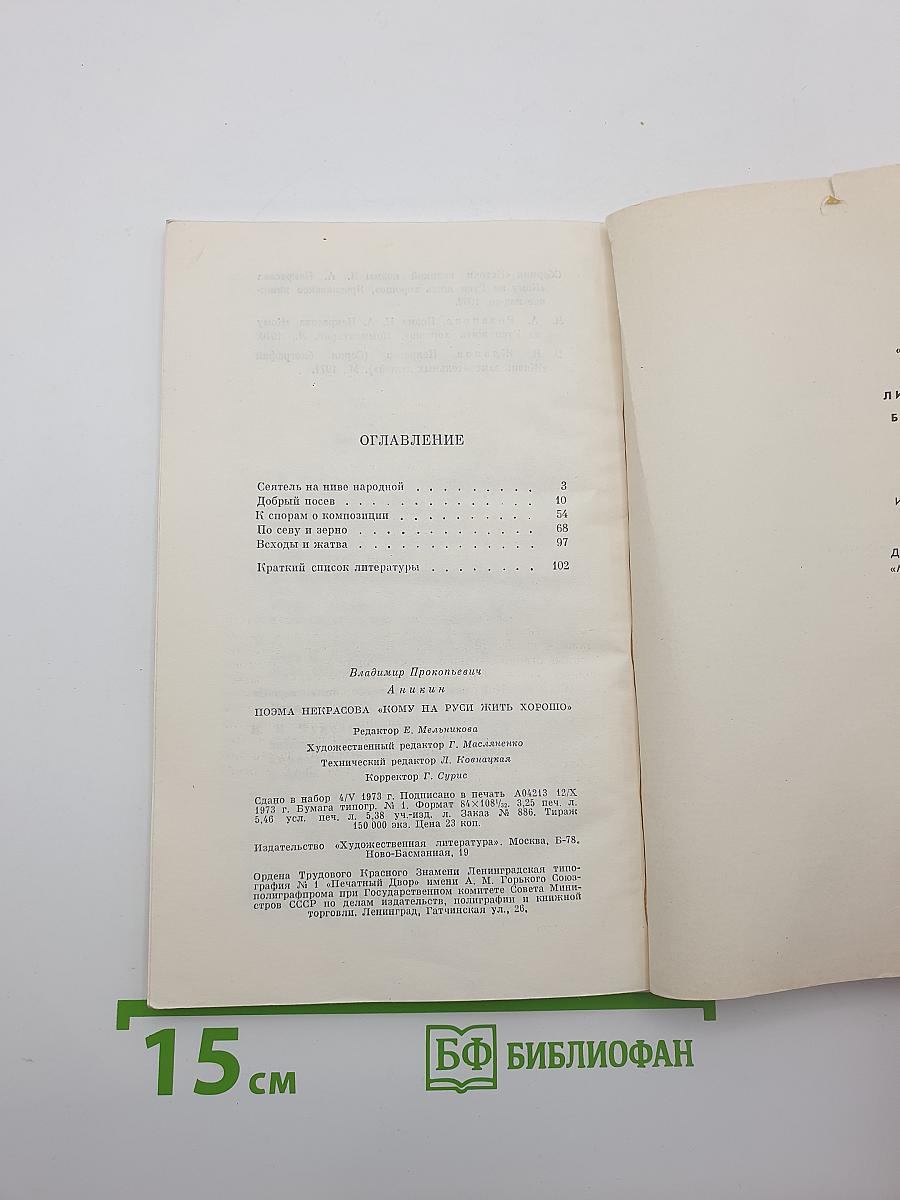 ОГЛАВЛЕНИЕ
Сеятель на ниве народной . . . . . . . . . . 3
Добрый посев . . . . . . . . . . . . . . 10
К спорам о композиции . . . . . . . . . . 54
По севу и зерно . . . . . . . . . . . . . 68
Всходы и жатва . . . . . . . . . . . . . 97
Краткий список литературы . . . . . . . . 102
Владимир Прокопьевич
Аникин
ПОЭМА НЕКРАСОВА «КОМУ НА РУСИ ЖИТЬ ХОРОШО»
Редактор Е. Мельникова
Художественный редактор Г. Масляненко
Технический редактор Л. Ковнацкая
Корректор Г. Сурис
Сдано в набор 4/V 1973 г. Подписано в печать А04213 12/X
1973 г. Бумага типогр. № 1. Формат 84×108¹/₃₂. 3,25 печ. л.
5,46 усл. печ. л. 5,38 уч.-изд. л. Заказ № 886. Тираж
150 000 экз. Цена 23 коп.
Издательство «Художественная литература». Москва, Б-78.
Ново-Басманная, 19
Ордена Трудового Красного Знамени Ленинградская типо-
графия № 1 «Печатный Двор» имени А. М. Горького Союз-
полиграфпрома при Государственном комитете Совета Мини-
стров СССР по делам издательств, полиграфии и книжной
торговли. Ленинград, Гатчинская ул., 26.
15 см
БФ БИБЛИОФАН